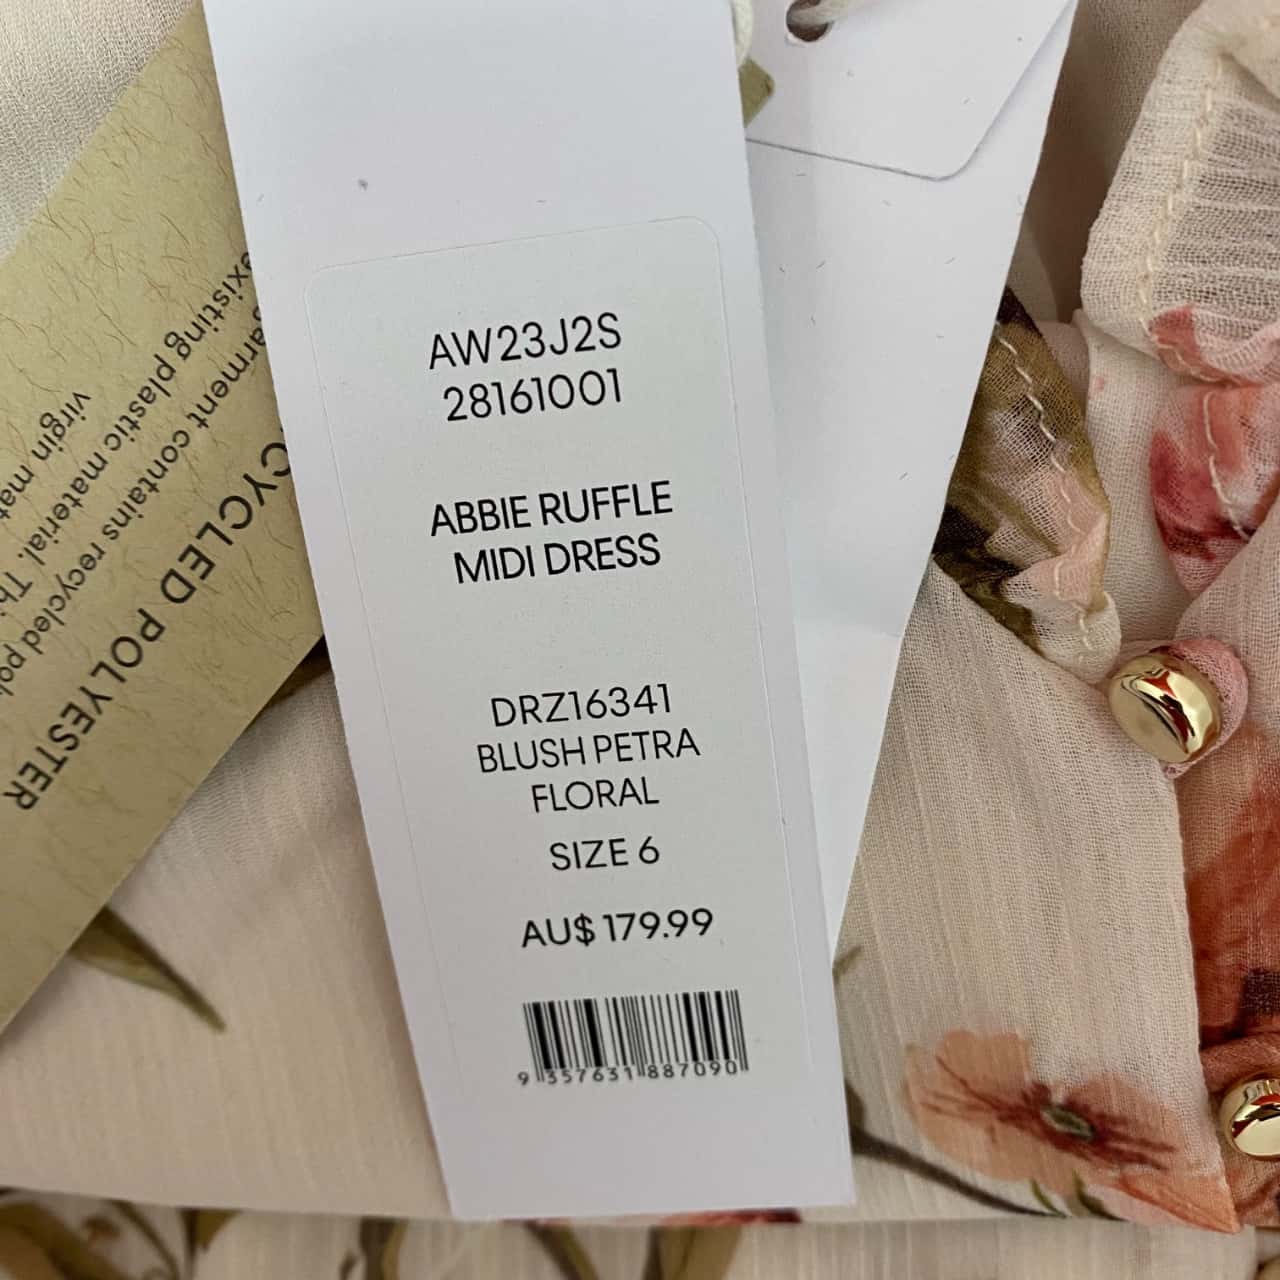 AW23J2S
28161001
ABBIE RUFFLE
MIDI DRESS
DRZ16341
BLUSH PETRA
FLORAL
SIZE 6
AU$ 179.99
9 357631 887090
CYCLED POLYESTER
garment contains recycled
existing plastic material.
virgin